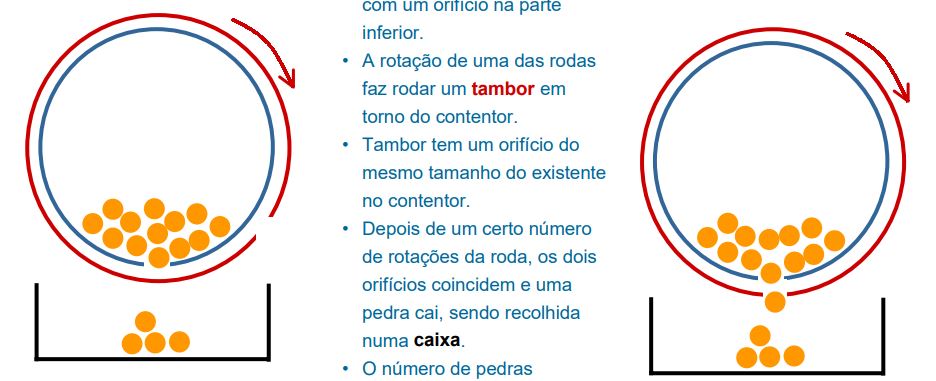 com um orifício na parte
inferior.
• A rotação de uma das rodas
faz rodar um tambor em
torno do contentor.
• Tambor tem um orifício do
mesmo tamanho do existente
no contentor.
• Depois de um certo número
de rotações da roda, os dois
orifícios coincidem e uma
pedra cai, sendo recolhida
numa caixa.
• O número de pedras